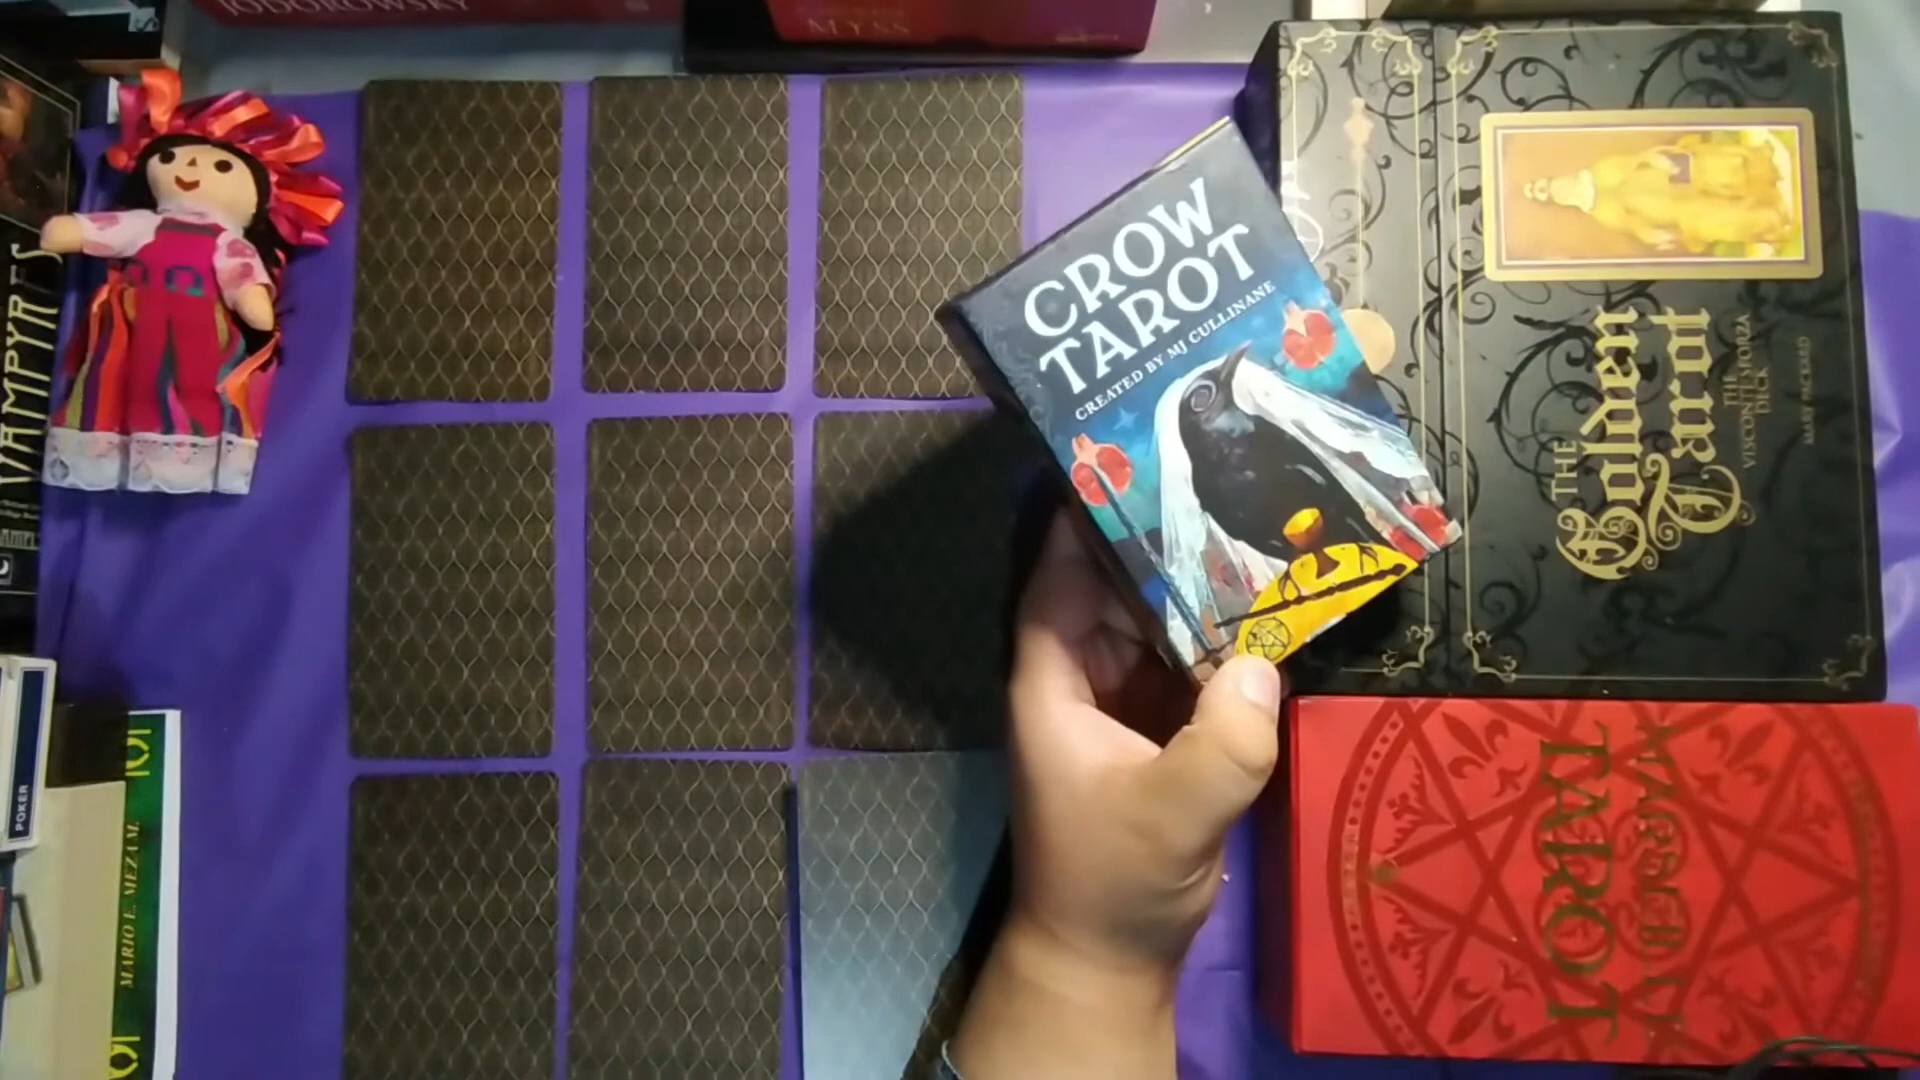 JODOROWSKY
MYSS
VAMPYRES
CROW
TAROT
CREATED BY MJ CULLINANE
THE
Golden
Tarot
THE
VISCONTI-SFORZA
DECK
MARY PACKARD
POKER
MARIO E. MEZA M.
TAROT